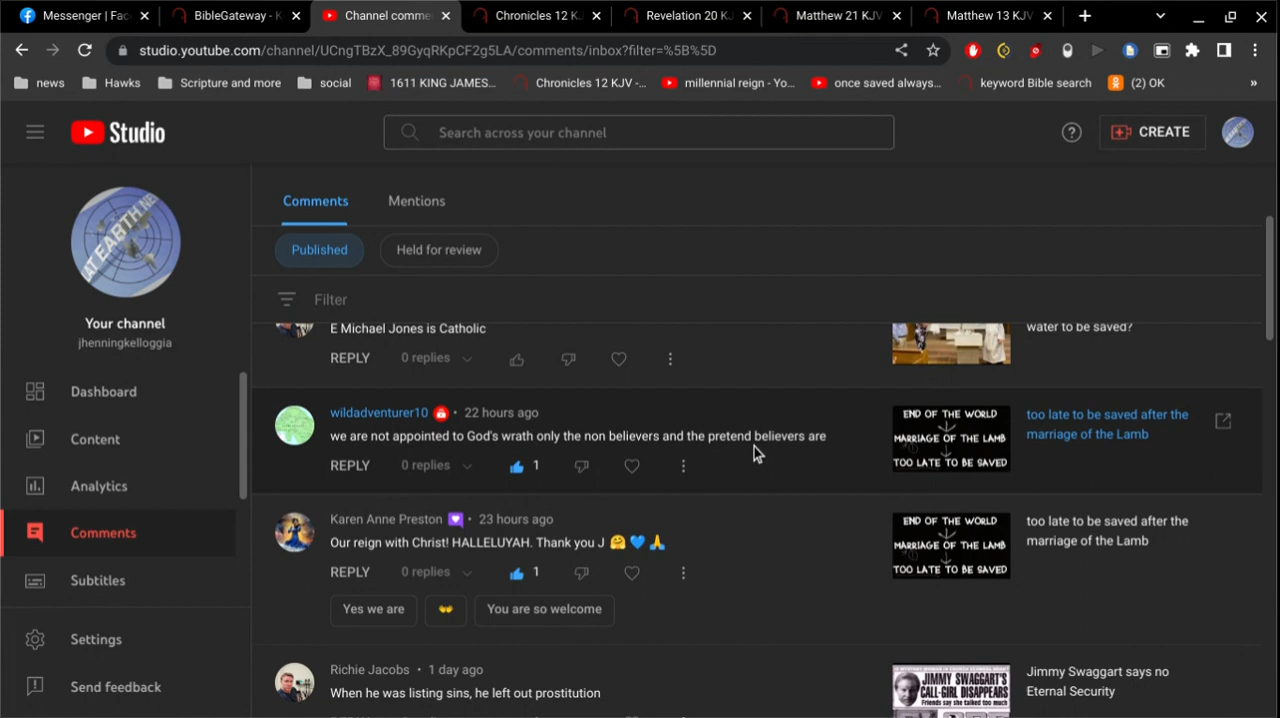 Messenger | Fac
BibleGateway - K
Channel comme
Chronicles 12 K
Revelation 20 KJ
Matthew 21 KJV
Matthew 13 KJV
studio.youtube.com/channel/UCngTBzX_89GyqRKpCF2g5LA/comments/inbox?filter=%5B%5D
news
Hawks
Scripture and more
social
1611 KING JAMES...
Chronicles 12 KJV -...
millennial reign - Yo...
once saved always...
keyword Bible search
(2) OK
»
Studio
Search across your channel
CREATE
AT EARTH NE
Your channel
jhenningkelloggia
Dashboard
Content
Analytics
Comments
Subtitles
Settings
Send feedback
Comments
Mentions
Published
Held for review
Filter
E Michael Jones is Catholic
REPLY 0 replies
water to be saved?
wildadventurer10 • 22 hours ago
we are not appointed to God's wrath only the non believers and the pretend believers are
REPLY 0 replies 1
END OF THE WORLD
MARRIAGE OF THE LAMB
TOO LATE TO BE SAVED
too late to be saved after the
marriage of the Lamb
Karen Anne Preston • 23 hours ago
Our reign with Christ! HALLELUYAH. Thank you J 🤗 💙 🙏
REPLY 0 replies 1
Yes we are
You are so welcome
END OF THE WORLD
MARRIAGE OF THE LAMB
TOO LATE TO BE SAVED
too late to be saved after the
marriage of the Lamb
Richie Jacobs • 1 day ago
When he was listing sins, he left out prostitution
JIMMY SWAGGART'S
CALL-GIRL DISAPPEARS
Friends say she talked too much
Jimmy Swaggart says no
Eternal Security